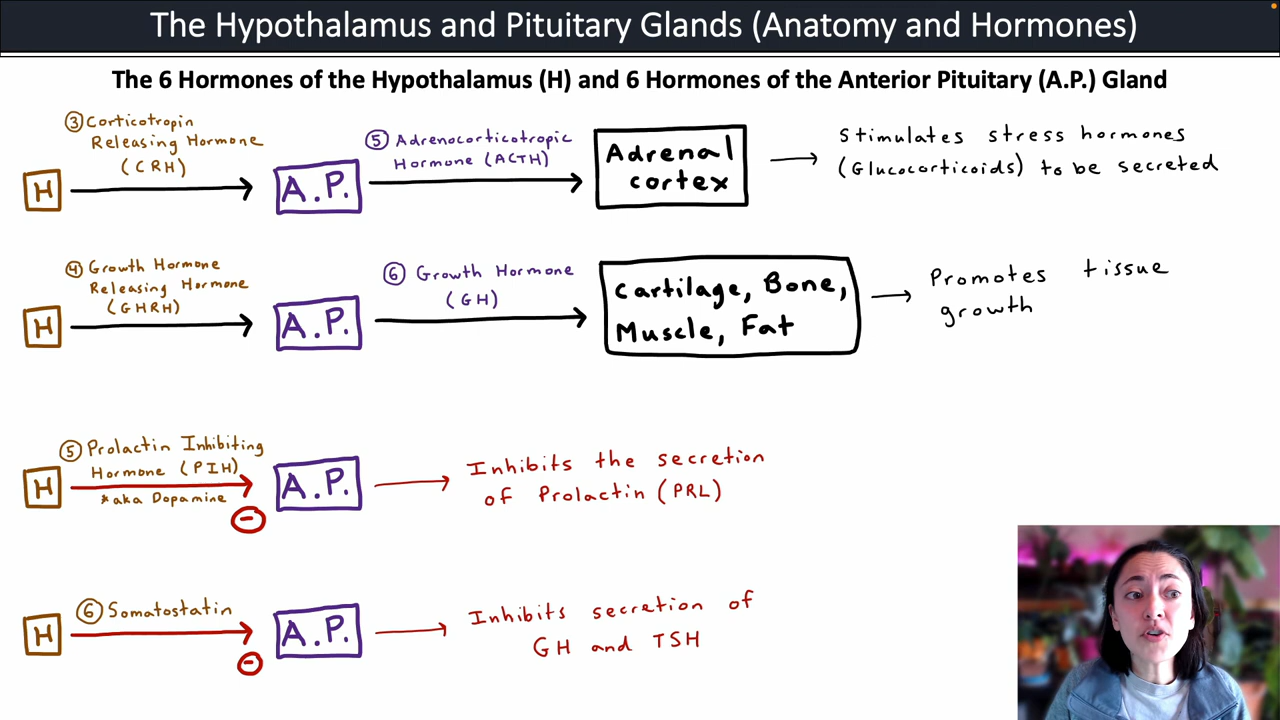 The Hypothalamus and Pituitary Glands (Anatomy and Hormones)
The 6 Hormones of the Hypothalamus (H) and 6 Hormones of the Anterior Pituitary (A.P.) Gland
③ Corticotropin
Releasing Hormone
(CRH)
H
A.P.
⑤ Adrenocorticotropic
Hormone (ACTH)
Adrenal
cortex
Stimulates stress hormones
(Glucocorticoids) to be secreted
④ Growth Hormone
Releasing Hormone
(GHRH)
H
A.P.
⑥ Growth Hormone
(GH)
Cartilage, Bone,
Muscle, Fat
Promotes tissue
growth
⑤ Prolactin Inhibiting
Hormone (PIH)
*aka Dopamine
H
−
A.P.
Inhibits the secretion
of Prolactin (PRL)
⑥ Somatostatin
H
−
A.P.
Inhibits secretion of
GH and TSH